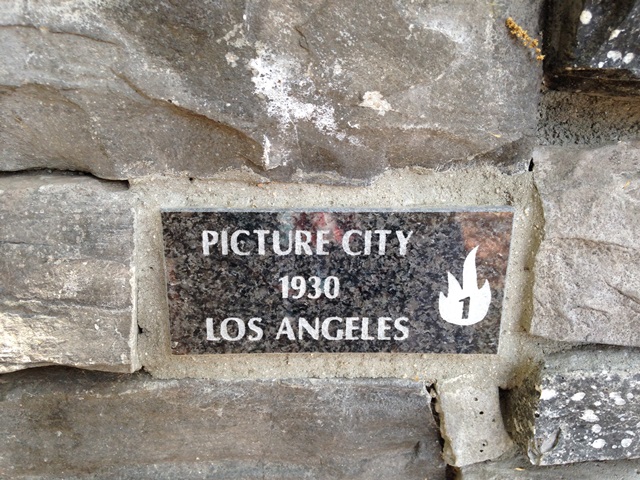 PICTURE CITY
1930
LOS ANGELES
1